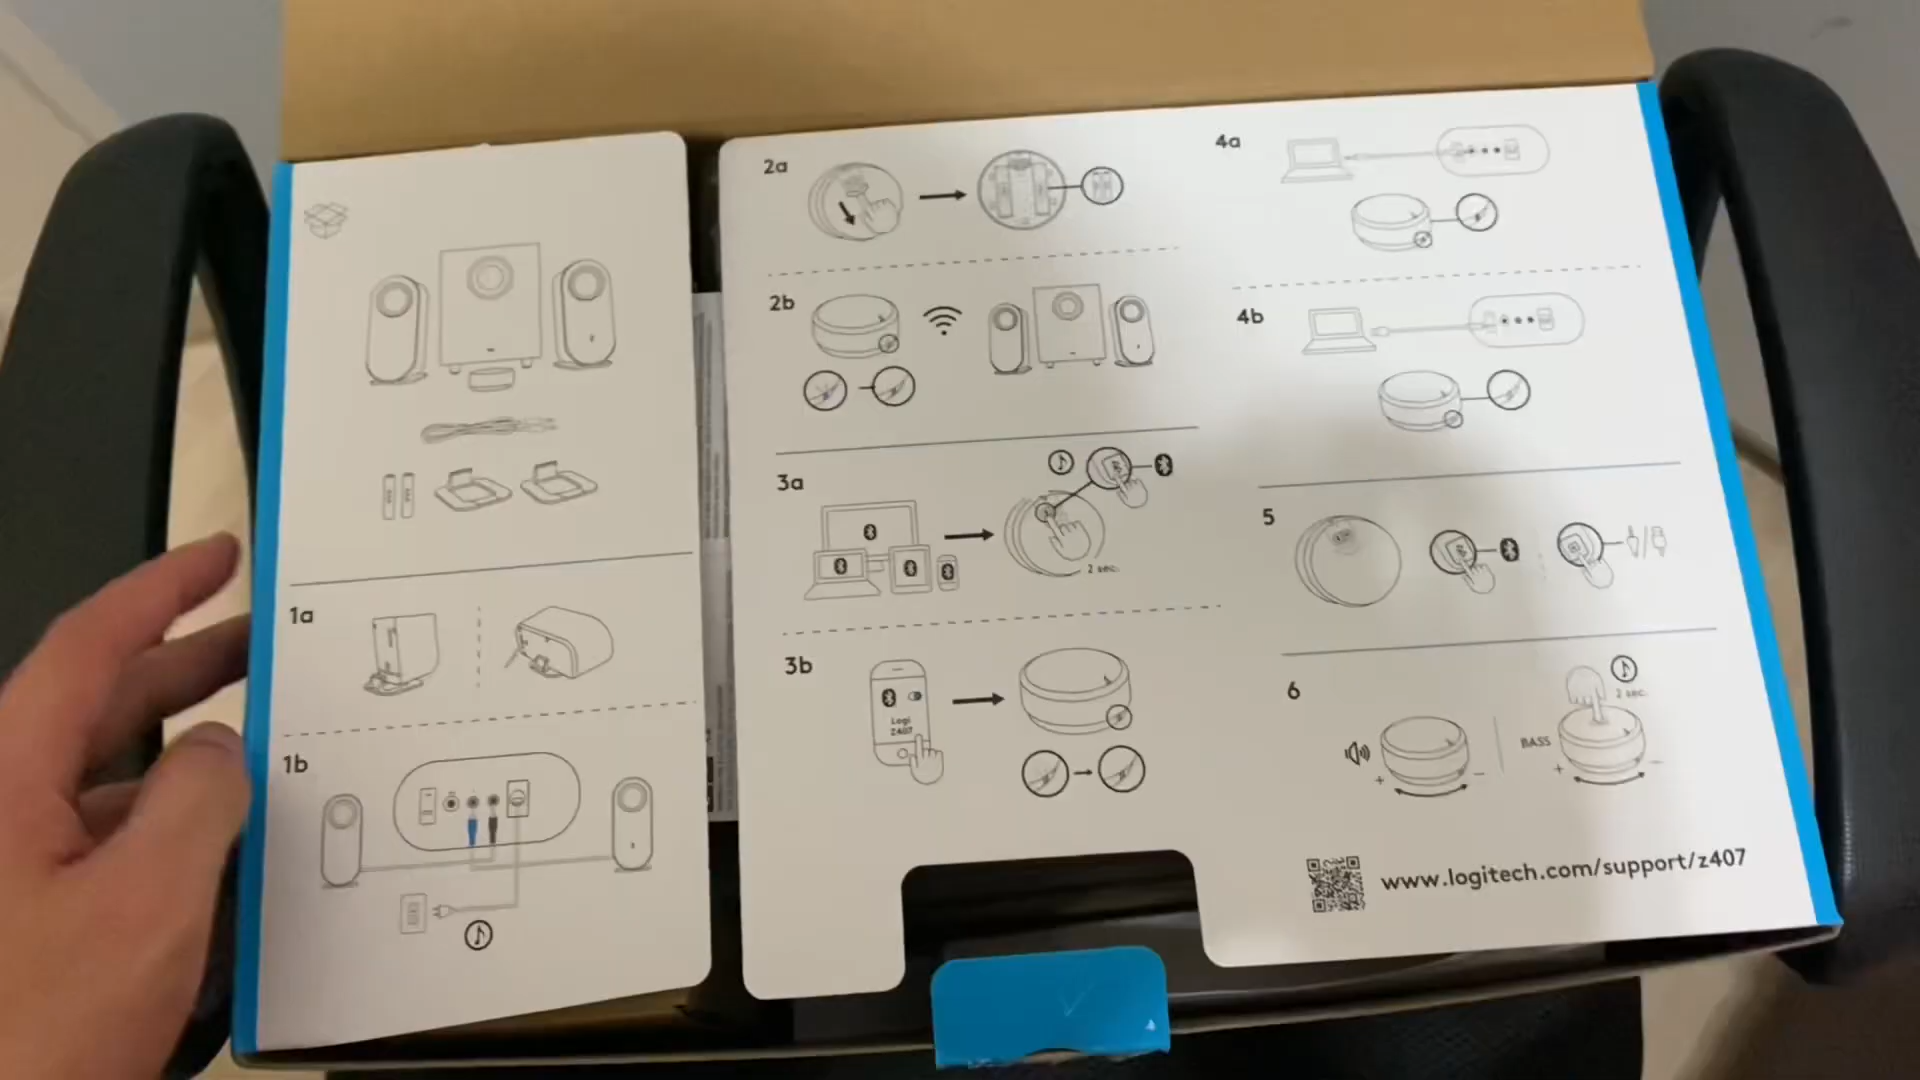 1a
1b
2a
2b
3a
2 sec.
3b
Logi
Z407
4a
4b
5
6
2 sec.
BASS
+
−
+
−
www.logitech.com/support/z407